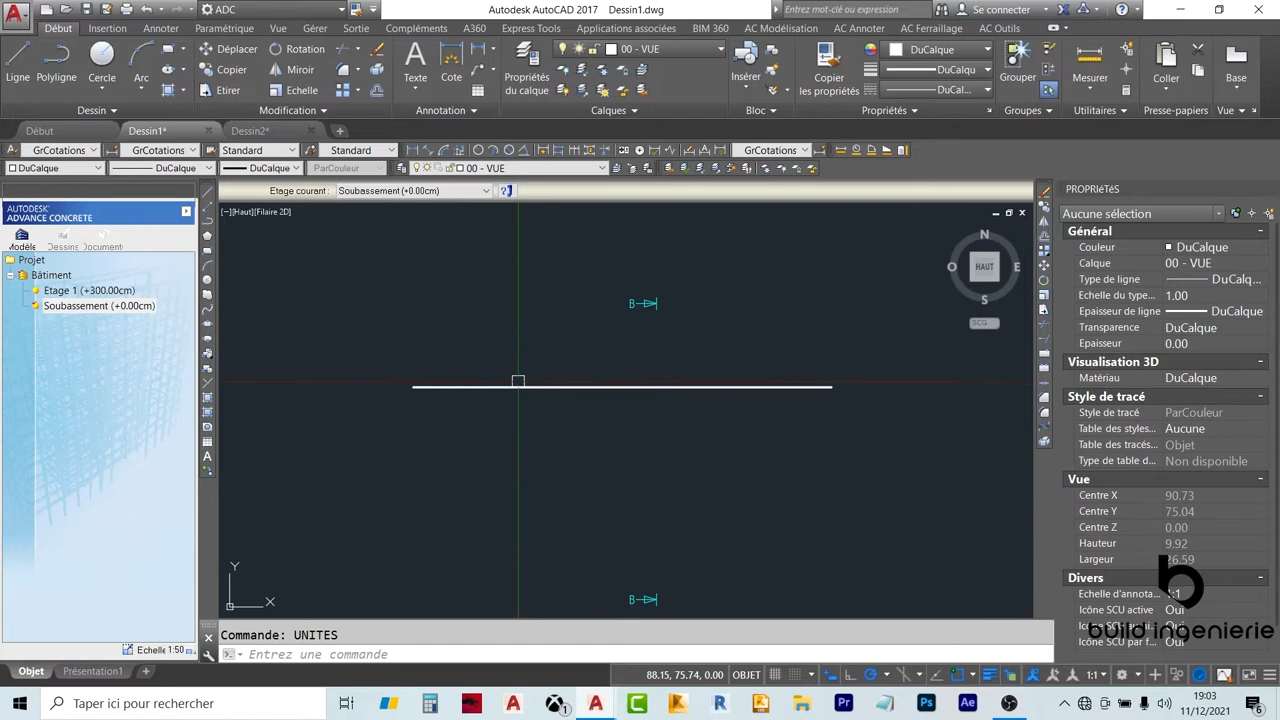 ADC
Autodesk AutoCAD 2017 Dessin1.dwg
Entrez mot-clé ou expression
Se connecter
Début Insertion Annoter Paramétrique Vue Gérer Sortie Compléments A360 Express Tools Applications associées BIM 360 AC Modélisation AC Annoter AC Ferraillage AC Outils
Déplacer Rotation
Copier Miroir
Etirer Echelle
Ligne Polyligne Cercle Arc
Texte Cote
Propriétés du calque
00 - VUE
Insérer
Copier les propriétés
DuCalque
DuCalqu
DuCal...
Grouper Mesurer Coller Base
Dessin Modification Annotation Calques Bloc Propriétés Groupes Utilitaires Presse-papiers Vue
Début Dessin1* Dessin2*
GrCotations GrCotations Standard Standard GrCotations
DuCalque DuCalque DuCalque ParCouleur 00 - VUE
Etage courant : Soubassement (+0.00cm)
AUTODESK
ADVANCE CONCRETE
Modèle Dessins Document
Projet
Bâtiment
Etage 1 (+300.00cm)
Soubassement (+0.00cm)
Echelle 1:50
[−][Haut][Filaire 2D]
N
O HAUT E
S
SCG
B
B
Y
X
Commande: UNITES
Entrez une commande
PROPRIÉTÉS
Aucune sélection
Général
Couleur DuCalque
Calque 00 - VUE
Type de ligne DuCalq...
Echelle du type... 1.00
Epaisseur de ligne DuCalque
Transparence DuCalque
Epaisseur 0.00
Visualisation 3D
Matériau DuCalque
Style de tracé
Style de tracé ParCouleur
Table des styles... Aucune
Table des tracés... Objet
Type de table d... Non disponible
Vue
Centre X 90.73
Centre Y 75.04
Centre Z 0.00
Hauteur 9.92
Largeur 26.59
Divers
Echelle d'annota... 1:1
Icône SCU active Oui
Oui
Icône SCU par f... Oui
build.ingenierie
Objet Présentation1
88.15, 75.74, 0.00 OBJET
1:1
Taper ici pour rechercher
19:03
11/12/2021